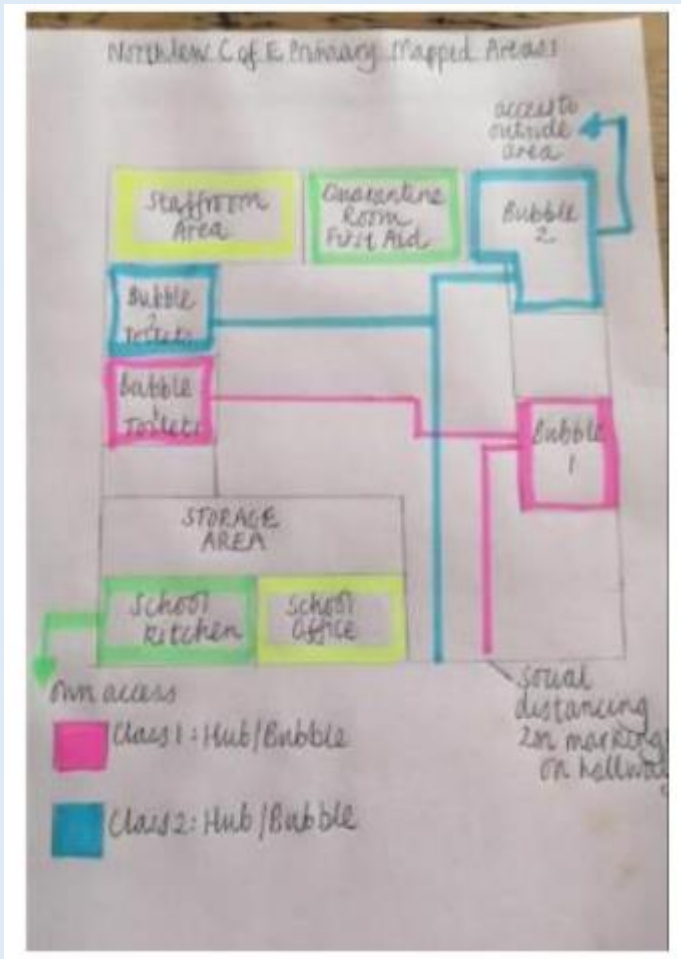 C of E Primary Mapped Areas
access to
outside
area
Staffroom
Area
Quarantine
Room
First Aid
Bubble
2
Bubble
2
Toilets
Bubble
1
Toilets
Bubble
1
STORAGE
AREA
School
Kitchen
School
Office
own access
social
distancing
2m marking
on hallway
Class 1: Hub/Bubble
Class 2: Hub/Bubble